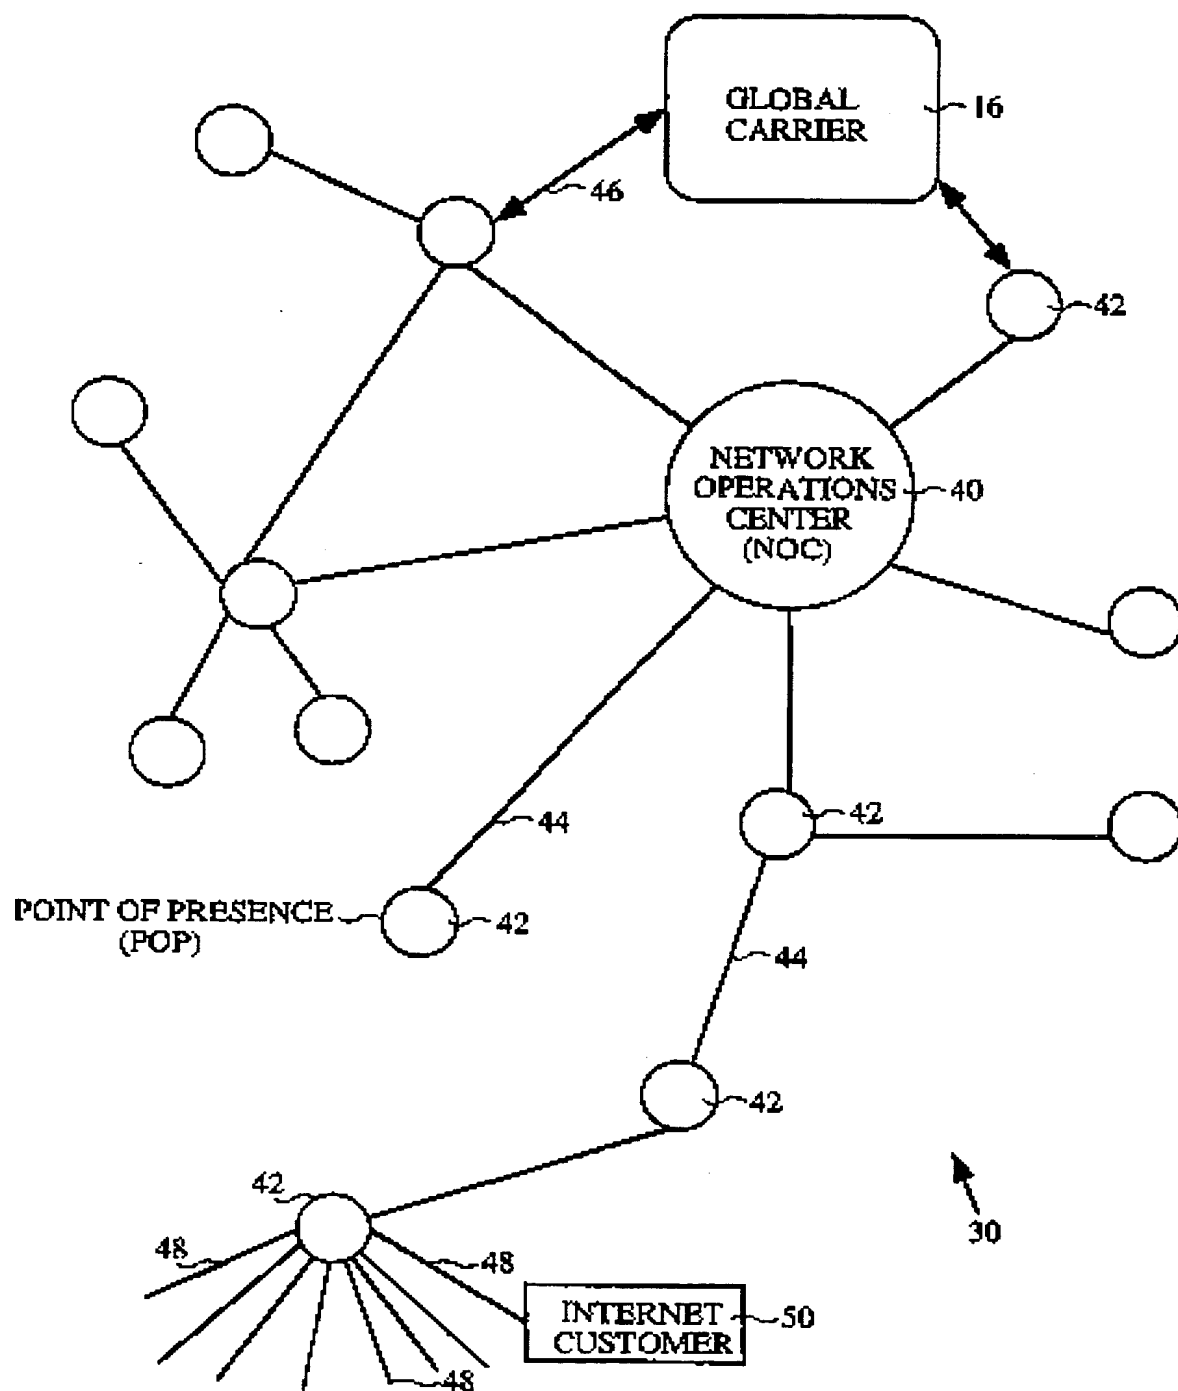 GLOBAL
CARRIER
16
46
42
NETWORK
OPERATIONS
CENTER
(NOC)
40
44
42
POINT OF PRESENCE
(POP)
42
44
42
42
30
48
48
INTERNET
CUSTOMER
50
48